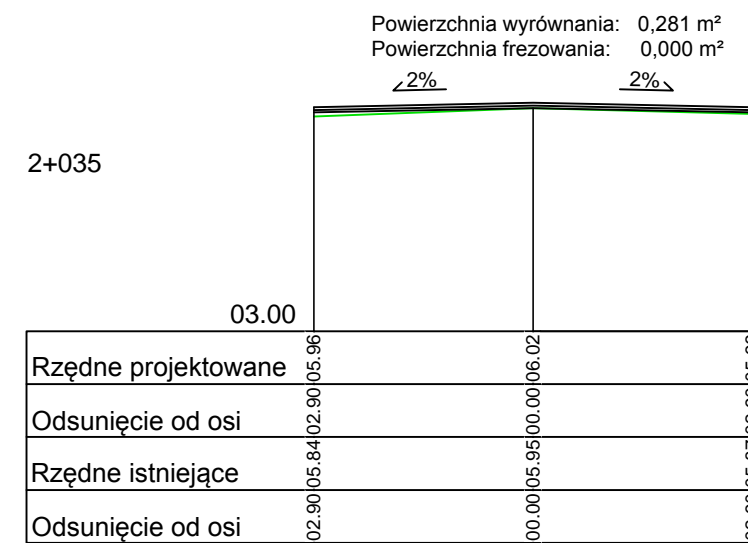 Powierzchnia wyrównania: 0,281 m²
Powierzchnia frezowania: 0,000 m²
2% 2%
2+035
03.00
Rzędne projektowane 05.96 06.02
Odsunięcie od osi 02.90 00.00
Rzędne istniejące 05.84 05.95
Odsunięcie od osi 02.90 00.00